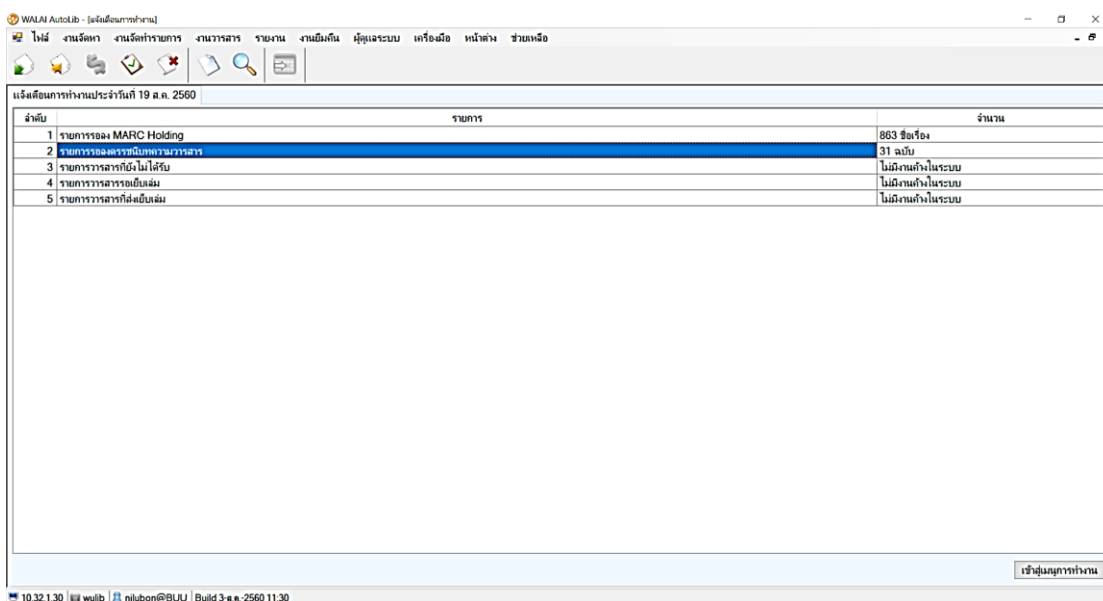 WALAI AutoLib - [แจ้งเตือนการทำงาน]
ไฟล์ งานจัดหา งานจัดทำรายการ งานวารสาร รายงาน งานยืมคืน ผู้ดูแลระบบ เครื่องมือ หน้าต่าง ช่วยเหลือ
แจ้งเตือนการทำงานประจำวันที่ 19 ส.ค. 2560
ลำดับ รายการ จำนวน
1 รายการรอลง MARC Holding 863 ชื่อเรื่อง
2 รายการรอลงดรรชนีบทความวารสาร 31 ฉบับ
3 รายการวารสารที่ยังไม่ได้รับ ไม่มีงานค้างในระบบ
4 รายการวารสารรอเย็บเล่ม ไม่มีงานค้างในระบบ
5 รายการวารสารที่ส่งเย็บเล่ม ไม่มีงานค้างในระบบ
เข้าสู่เมนูการทำงาน
10.32.1.30 wulib nilubon@BUU Build 3-ส.ค.-2560 11:30